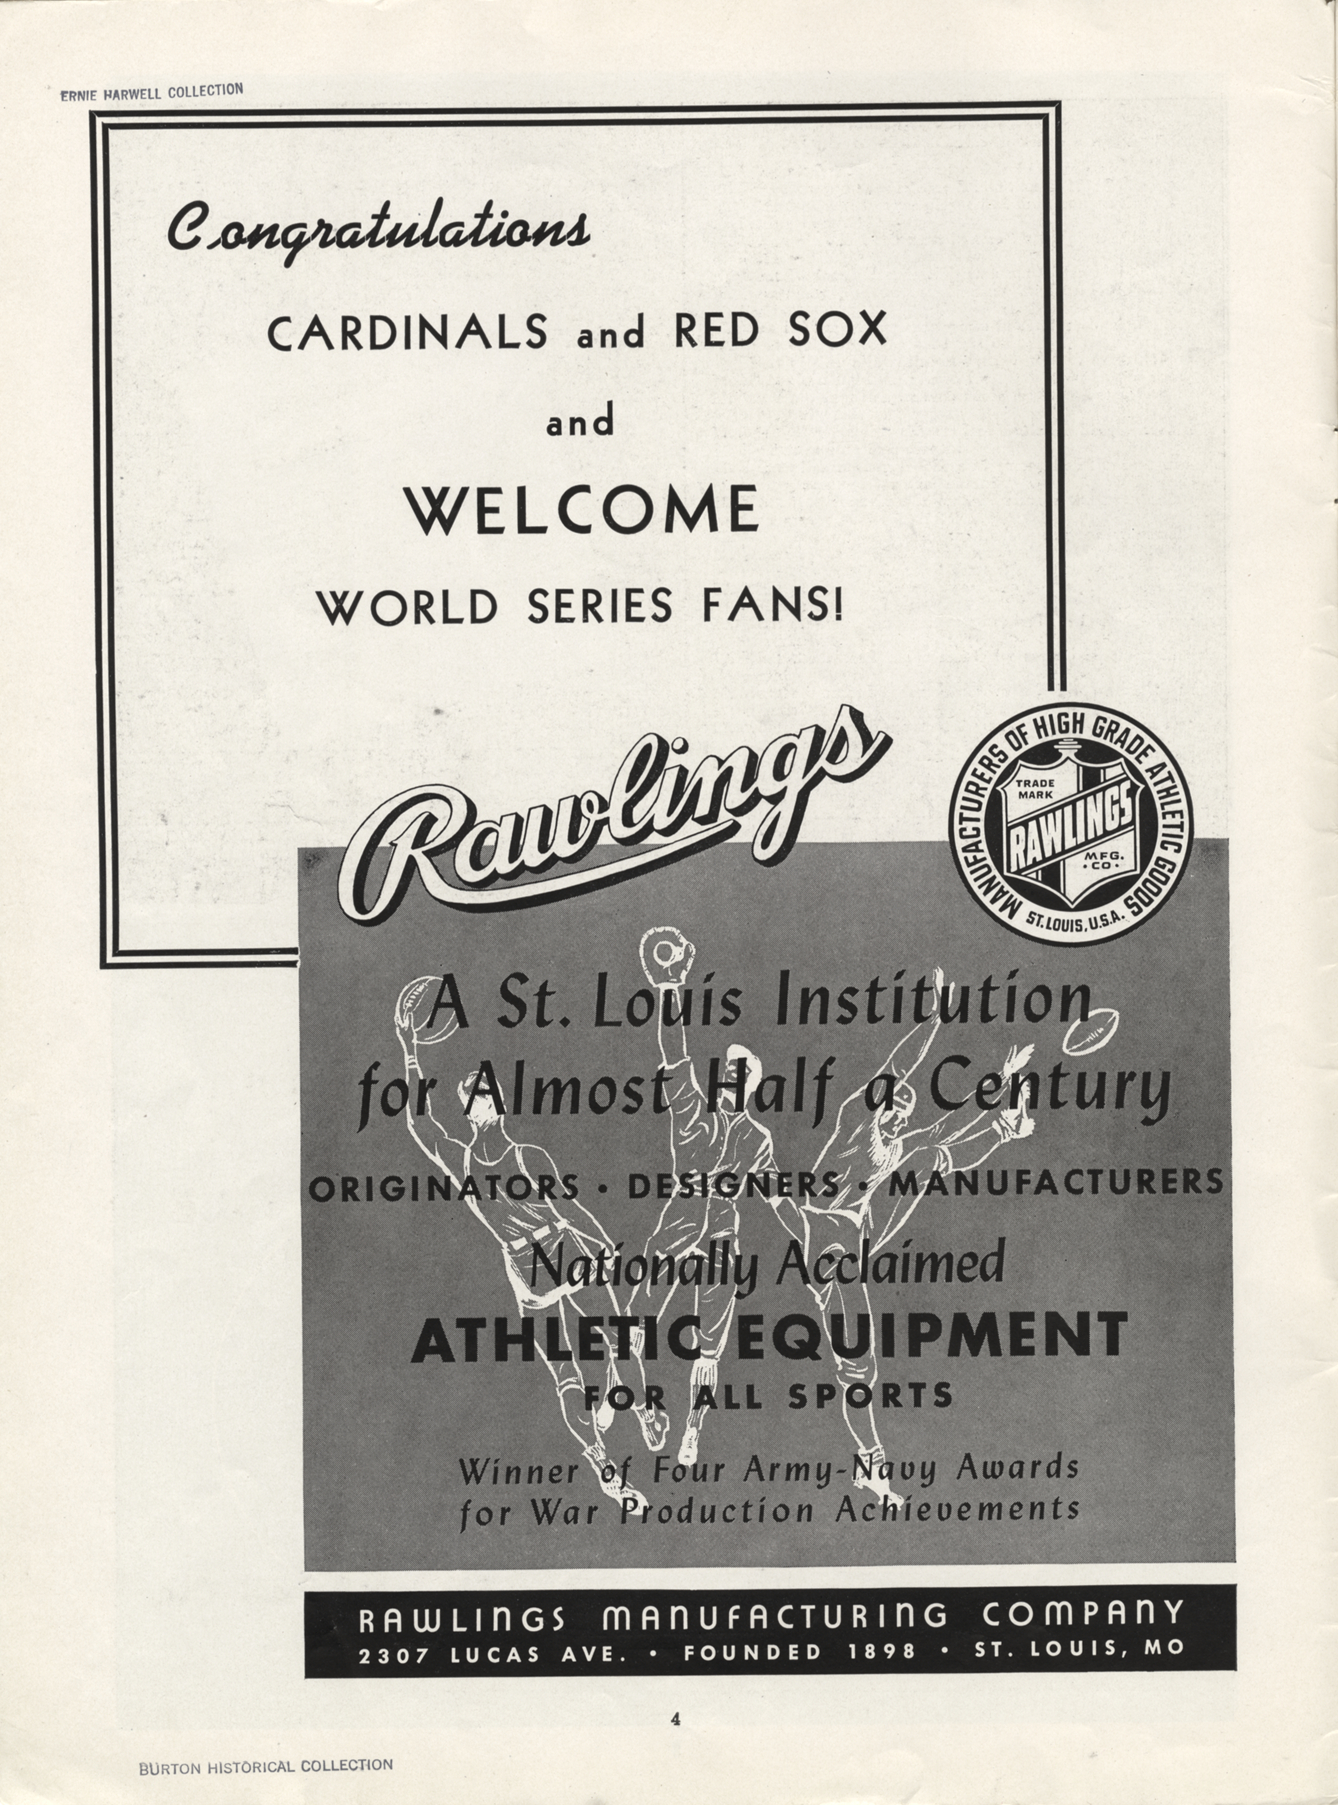 ERNIE HARWELL COLLECTION
Congratulations
CARDINALS and RED SOX
and
WELCOME
WORLD SERIES FANS!
Rawlings
MANUFACTURERS OF HIGH GRADE ATHLETIC GOODS
TRADE
MARK
RAWLINGS
MFG.
•CO•
ST. LOUIS, U.S.A.
A St. Louis Institution
for Almost Half a Century
ORIGINATORS • DESIGNERS • MANUFACTURERS
Nationally Acclaimed
ATHLETIC EQUIPMENT
FOR ALL SPORTS
Winner of Four Army-Navy Awards
for War Production Achievements
RAWLINGS MANUFACTURING COMPANY
2307 LUCAS AVE. • FOUNDED 1898 • ST. LOUIS, MO
4
BURTON HISTORICAL COLLECTION